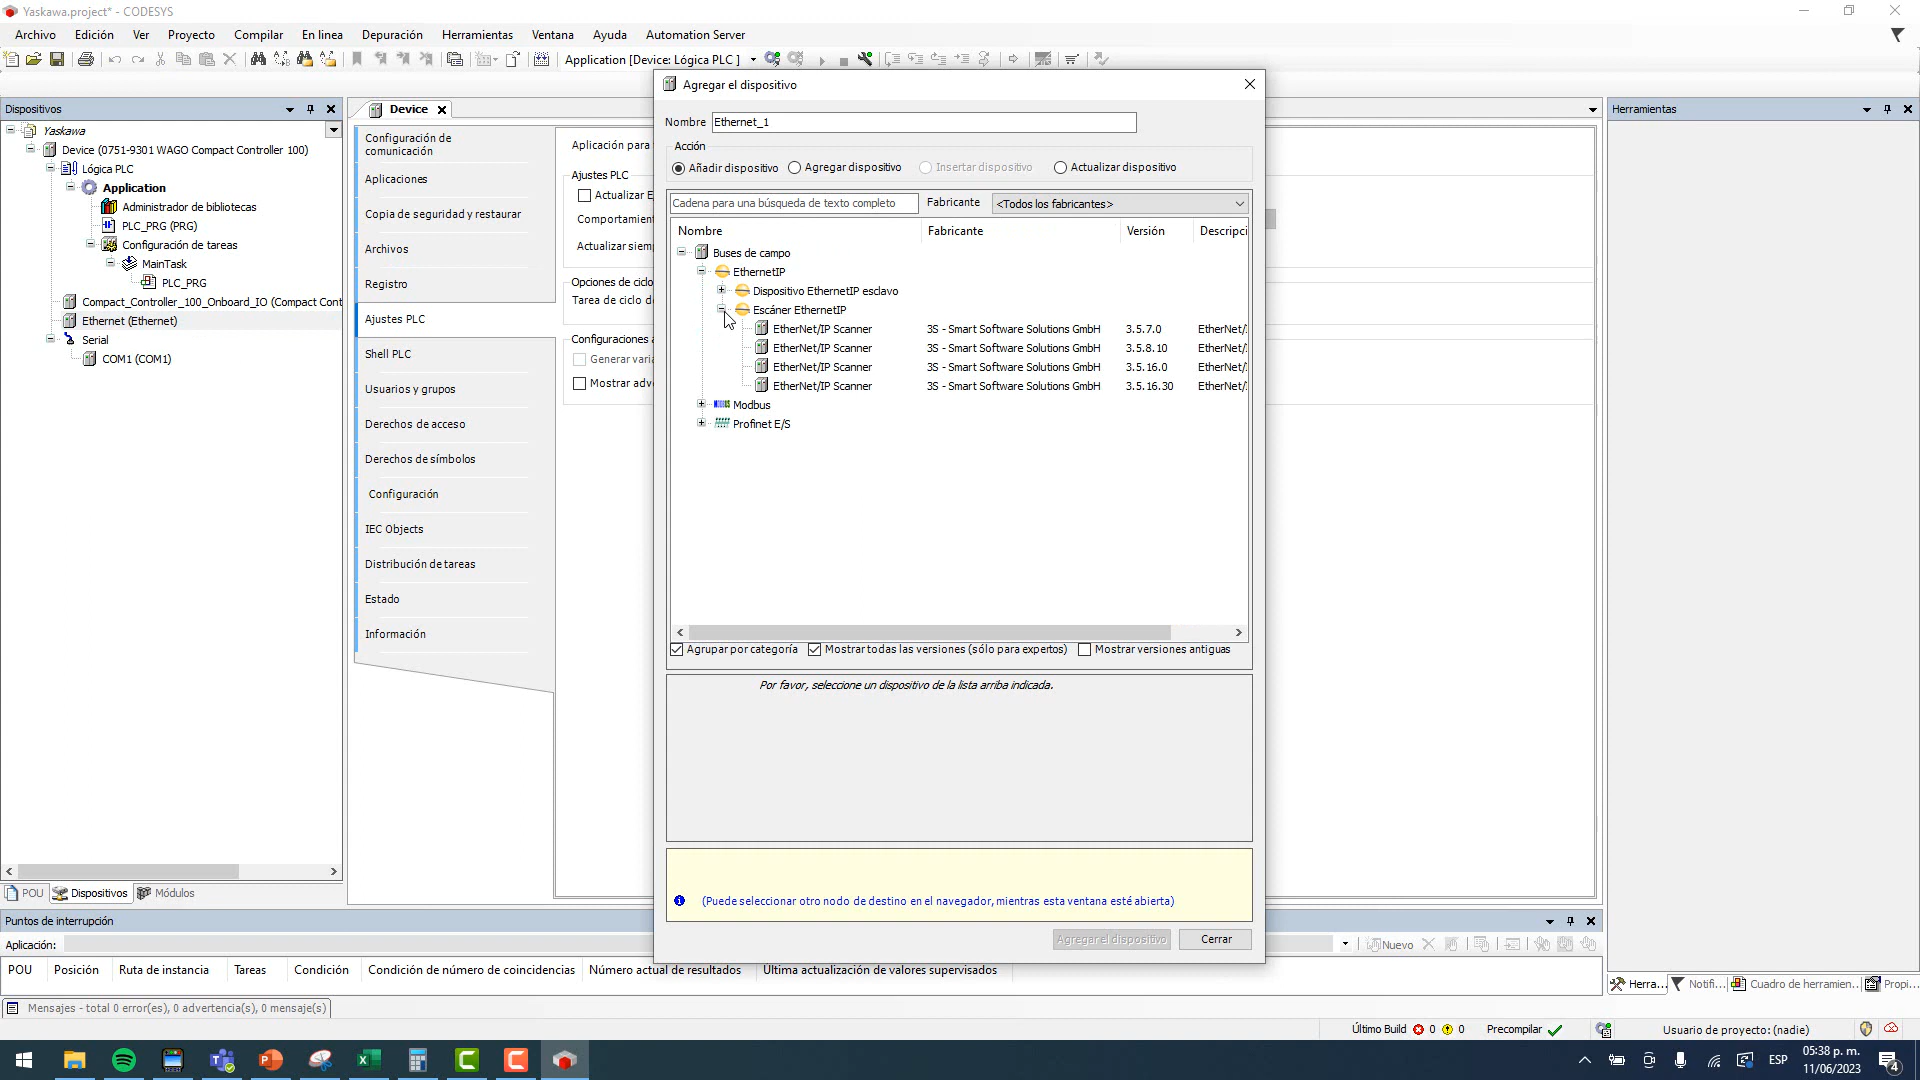 Yaskawa.project* - CODESYS
Archivo Edición Ver Proyecto Compilar En linea Depuración Herramientas Ventana Ayuda Automation Server
Application [Device: Lógica PLC ]
Dispositivos
Yaskawa
Device (0751-9301 WAGO Compact Controller 100)
Lógica PLC
Application
Administrador de bibliotecas
PLC_PRG (PRG)
Configuración de tareas
MainTask
PLC_PRG
Compact_Controller_100_Onboard_IO (Compact Cont
Ethernet (Ethernet)
Serial
COM1 (COM1)
POU Dispositivos Módulos
Device
Configuración de
comunicación
Aplicaciones
Copia de seguridad y restaurar
Archivos
Registro
Ajustes PLC
Shell PLC
Usuarios y grupos
Derechos de acceso
Derechos de símbolos
Configuración
IEC Objects
Distribución de tareas
Estado
Información
Aplicación para
Ajustes PLC
Actualizar E
Comportamien
Actualizar siem
Opciones de ciclo
Tarea de ciclo d
Configuraciones a
Generar varia
Mostrar adv
Agregar el dispositivo
Nombre Ethernet_1
Acción
Añadir dispositivo Agregar dispositivo Insertar dispositivo Actualizar dispositivo
Cadena para una búsqueda de texto completo Fabricante <Todos los fabricantes>
Nombre Fabricante Versión Descripci
Buses de campo
EthernetIP
Dispositivo EthernetIP esclavo
Escáner EthernetIP
EtherNet/IP Scanner 3S - Smart Software Solutions GmbH 3.5.7.0 EtherNet/
EtherNet/IP Scanner 3S - Smart Software Solutions GmbH 3.5.8.10 EtherNet/
EtherNet/IP Scanner 3S - Smart Software Solutions GmbH 3.5.16.0 EtherNet/
EtherNet/IP Scanner 3S - Smart Software Solutions GmbH 3.5.16.30 EtherNet/
Modbus
Profinet E/S
Agrupar por categoría Mostrar todas las versiones (sólo para expertos) Mostrar versiones antiguas
Por favor, seleccione un dispositivo de la lista arriba indicada.
(Puede seleccionar otro nodo de destino en el navegador, mientras esta ventana esté abierta)
Agregar el dispositivo Cerrar
Herramientas
Herra... Notifi... Cuadro de herramien... Propi...
Puntos de interrupción
Aplicación: Nuevo
POU Posición Ruta de instancia Tareas Condición Condición de número de coincidencias Número actual de resultados Última actualización de valores supervisados
Mensajes - total 0 error(es), 0 advertencia(s), 0 mensaje(s)
Último Build 0 0 Precompilar Usuario de proyecto: (nadie)
ESP
05:38 p. m.
11/06/2023
4